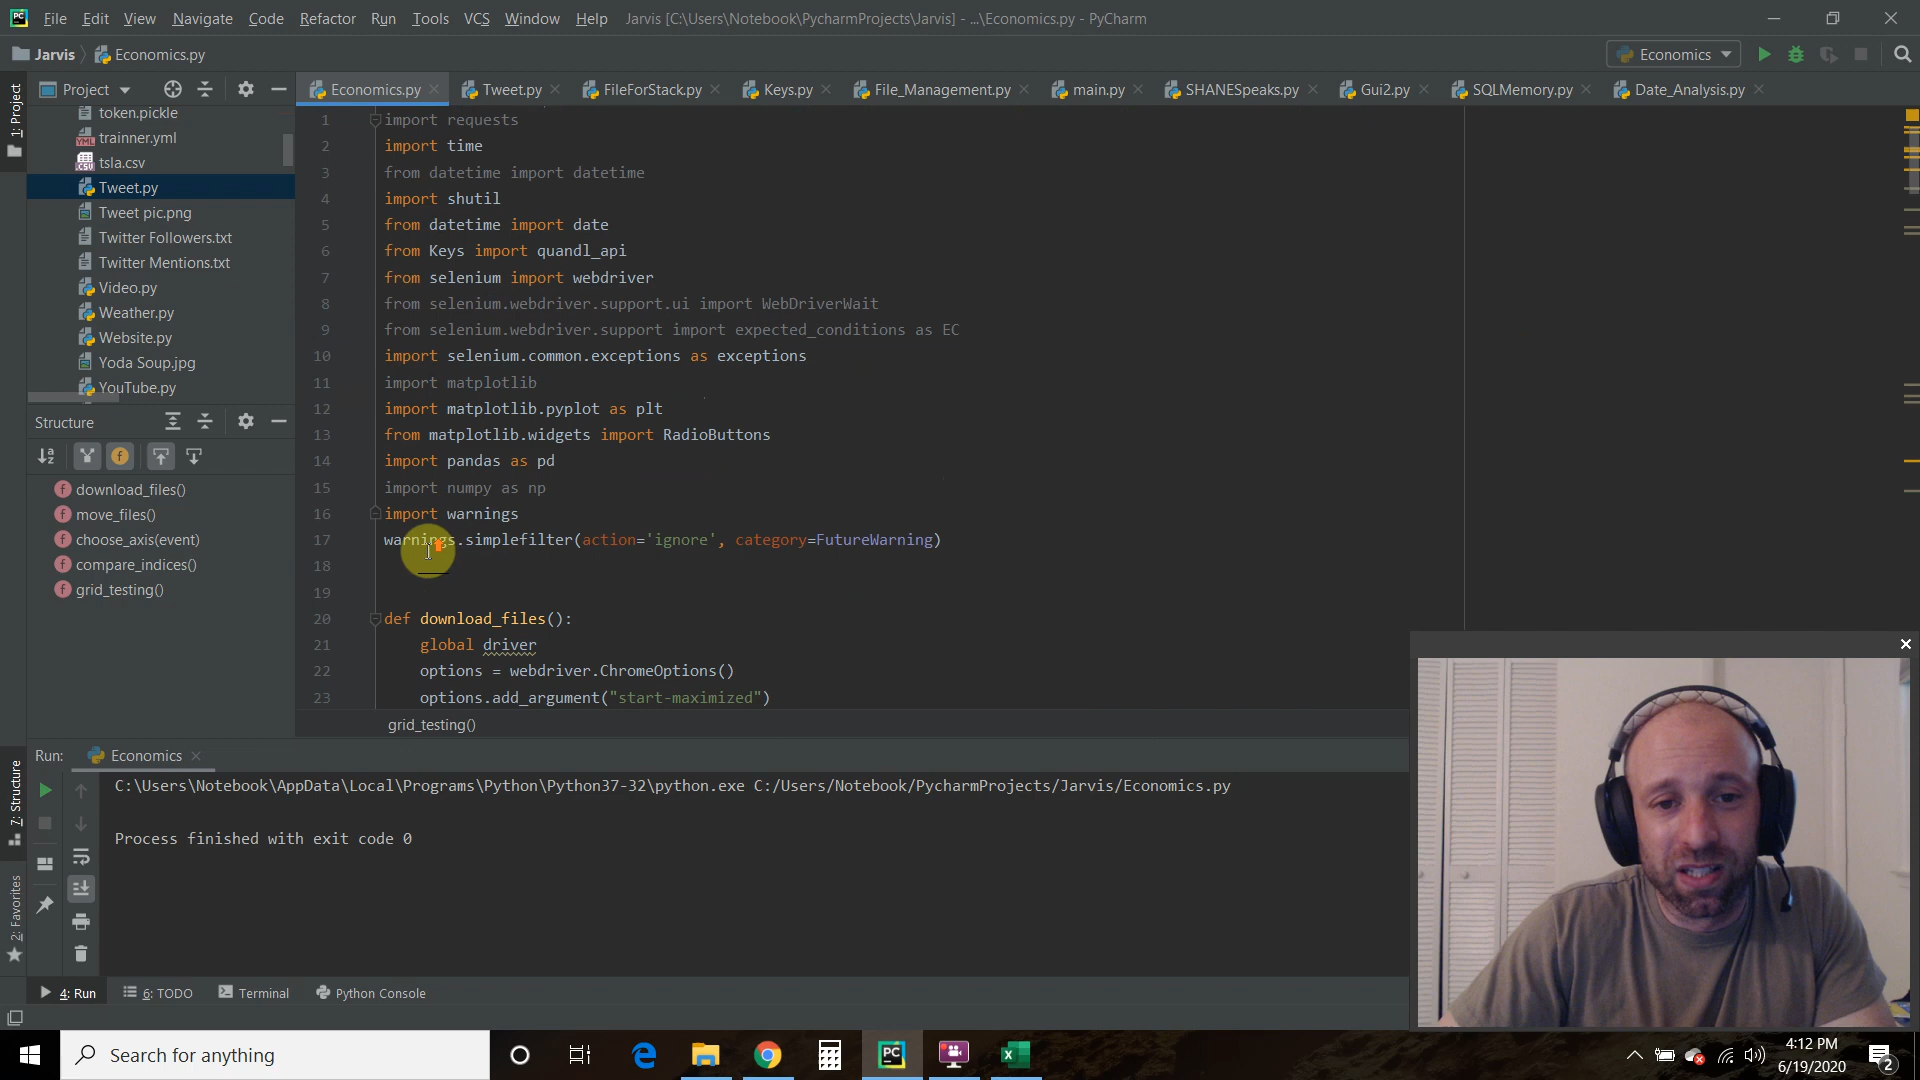 File Edit View Navigate Code Refactor Run Tools VCS Window Help Jarvis [C:\Users\Notebook\PycharmProjects\Jarvis] - ...\Economics.py - PyCharm
Jarvis Economics.py
Economics
1: Project
Project
Economics.py Tweet.py FileForStack.py Keys.py File_Management.py main.py SHANESpeaks.py Gui2.py SQLMemory.py Date_Analysis.py
token.pickle
trainner.yml
tsla.csv
Tweet.py
Tweet pic.png
Twitter Followers.txt
Twitter Mentions.txt
Video.py
Weather.py
Website.py
Yoda Soup.jpg
YouTube.py
Structure
download_files()
move_files()
choose_axis(event)
compare_indices()
grid_testing()
1 import requests
2 import time
3 from datetime import datetime
4 import shutil
5 from datetime import date
6 from Keys import quandl_api
7 from selenium import webdriver
8 from selenium.webdriver.support.ui import WebDriverWait
9 from selenium.webdriver.support import expected_conditions as EC
10 import selenium.common.exceptions as exceptions
11 import matplotlib
12 import matplotlib.pyplot as plt
13 from matplotlib.widgets import RadioButtons
14 import pandas as pd
15 import numpy as np
16 import warnings
17 warnings.simplefilter(action='ignore', category=FutureWarning)
18
19
20 def download_files():
21 global driver
22 options = webdriver.ChromeOptions()
23 options.add_argument("start-maximized")
grid_testing()
Run: Economics
C:\Users\Notebook\AppData\Local\Programs\Python\Python37-32\python.exe C:/Users/Notebook/PycharmProjects/Jarvis/Economics.py
Process finished with exit code 0
7: Structure
2: Favorites
4: Run 6: TODO Terminal Python Console
Search for anything
4:12 PM
6/19/2020
2